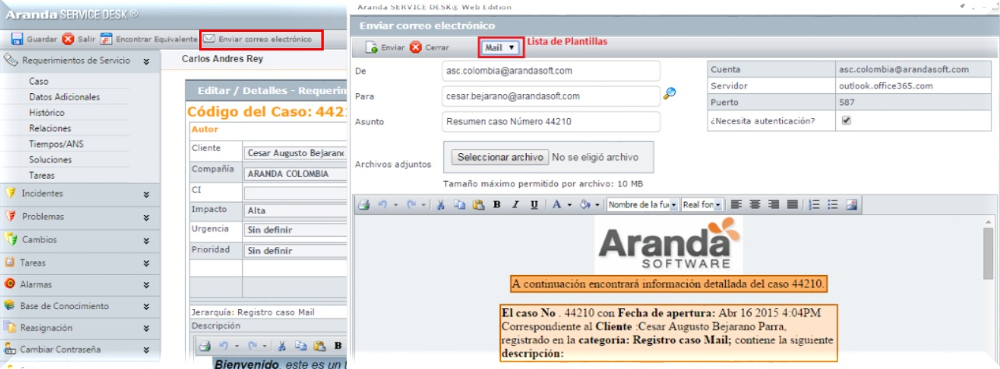 Aranda SERVICE DESK®
Guardar Salir Encontrar Equivalente Enviar correo electrónico
Requerimientos de Servicio
Caso
Datos Adicionales
Histórico
Relaciones
Tiempos/ANS
Soluciones
Tareas
Incidentes
Problemas
Cambios
Tareas
Alarmas
Base de Conocimiento
Reasignación
Cambiar Contraseña
Carlos Andres Rey
Editar / Detalles - Requerin
Código del Caso: 442
Autor
Cliente Cesar Augusto Bejaran
Compañía ARANDA COLOMBIA
CI
Impacto Alta
Urgencia Sin definir
Prioridad Sin definir
Jerarquía: Registro caso Mail
Descripción
B
Bienvenido, este es un
Aranda SERVICE DESK® Web Edition
Enviar correo electrónico
Enviar Cerrar Mail Lista de Plantillas
De asc.colombia@arandasoft.com
Para cesar.bejarano@arandasoft.com
Asunto Resumen caso Número 44210
Archivos adjuntos Seleccionar archivo No se eligió archivo
Tamaño máximo permitido por archivo: 10 MB
Cuenta asc.colombia@arandasoft.com
Servidor outlook.office365.com
Puerto 587
¿Necesita autenticación?
B I U A Nombre de la fu Real fon
Aranda
SOFTWARE
A continuación encontrará información detallada del caso 44210.
El caso No . 44210 con Fecha de apertura: Abr 16 2015 4:04PM
Correspondiente al Cliente :Cesar Augusto Bejarano Parra,
registrado en la categoría: Registro caso Mail; contiene la siguiente
descripción: